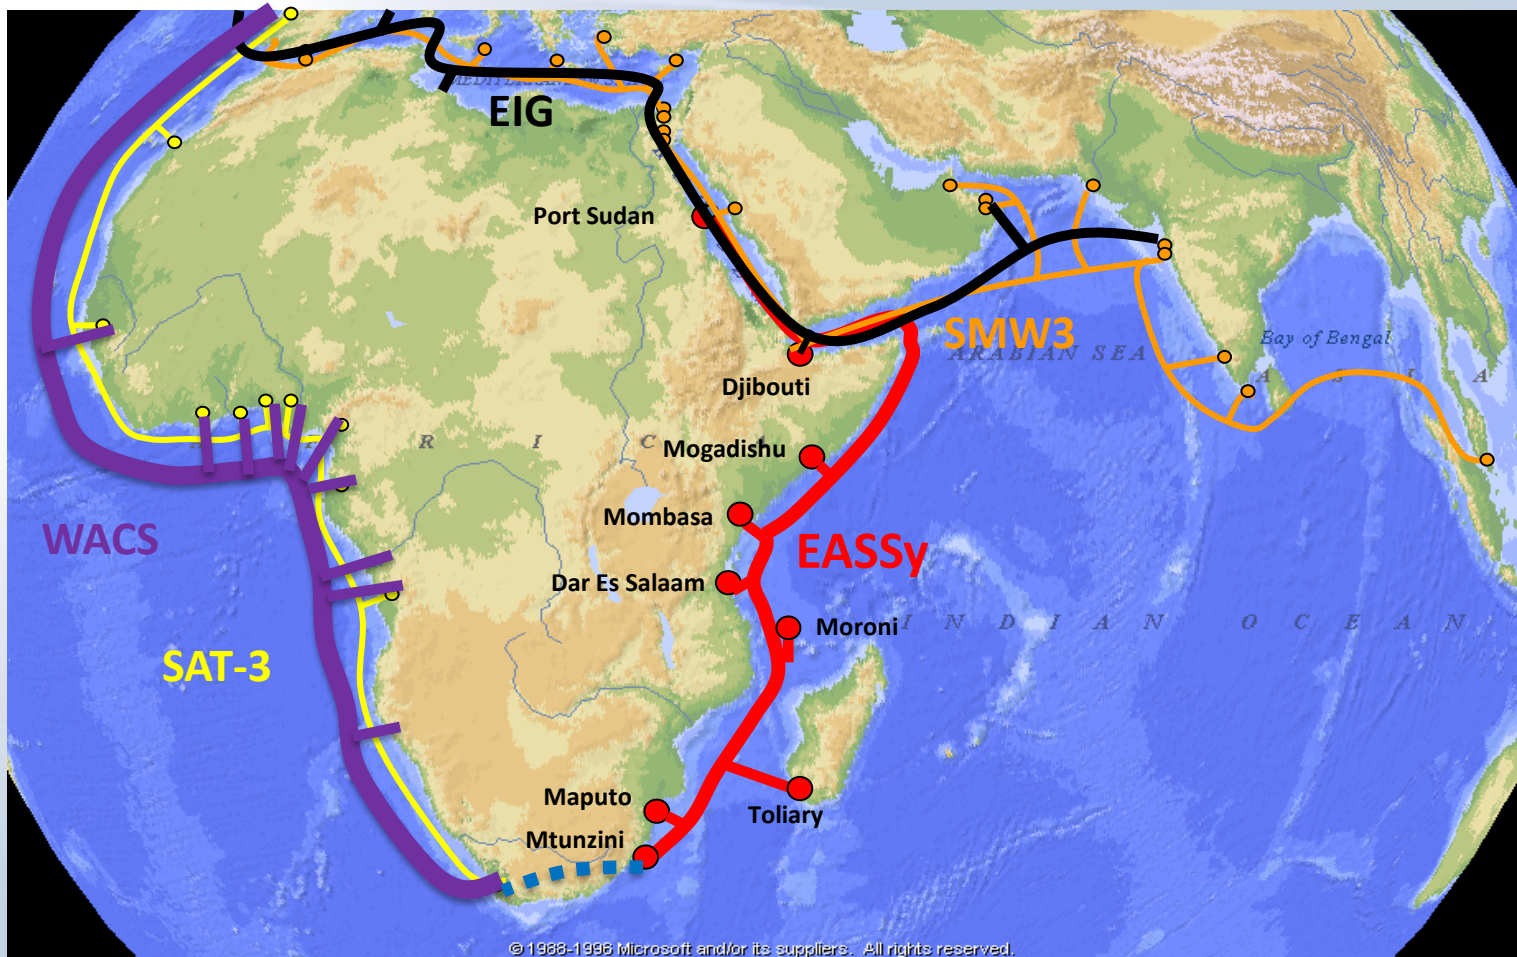 MEDITERRANEAN S
EIG
Port Sudan
SMW3
Bay of Bengal
ARABIAN SEA
Djibouti
A S I A
A F R I C A
Mogadishu
Mombasa
WACS
EASSy
Dar Es Salaam
Moroni
INDIAN OCEAN
SAT-3
Maputo
Toliary
Mtunzini
© 1988-1996 Microsoft and/or its suppliers. All rights reserved.